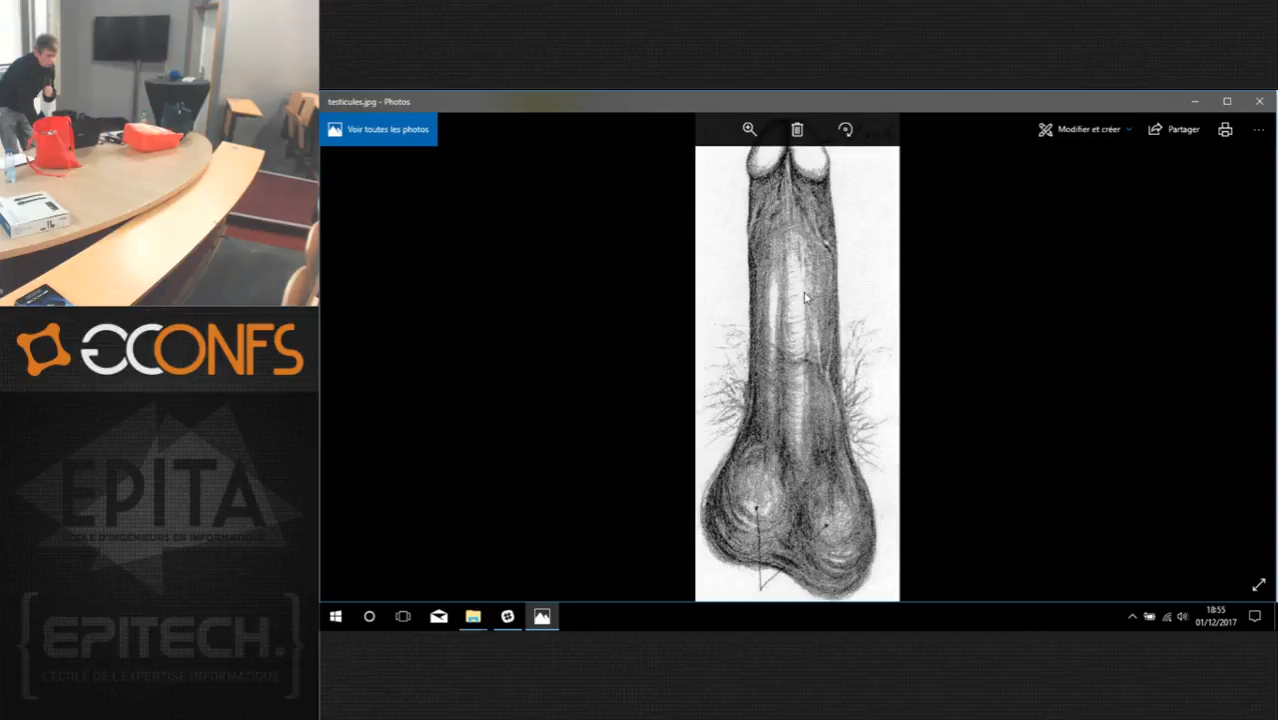 testicules.jpg - Photos
Voir toutes les photos
Modifier et créer
Partager
GCONFS
EPITA
ÉCOLE D'INGÉNIEURS EN INFORMATIQUE
{EPITECH.}
L'ÉCOLE DE L'EXPERTISE INFORMATIQUE
18:55
01/12/2017